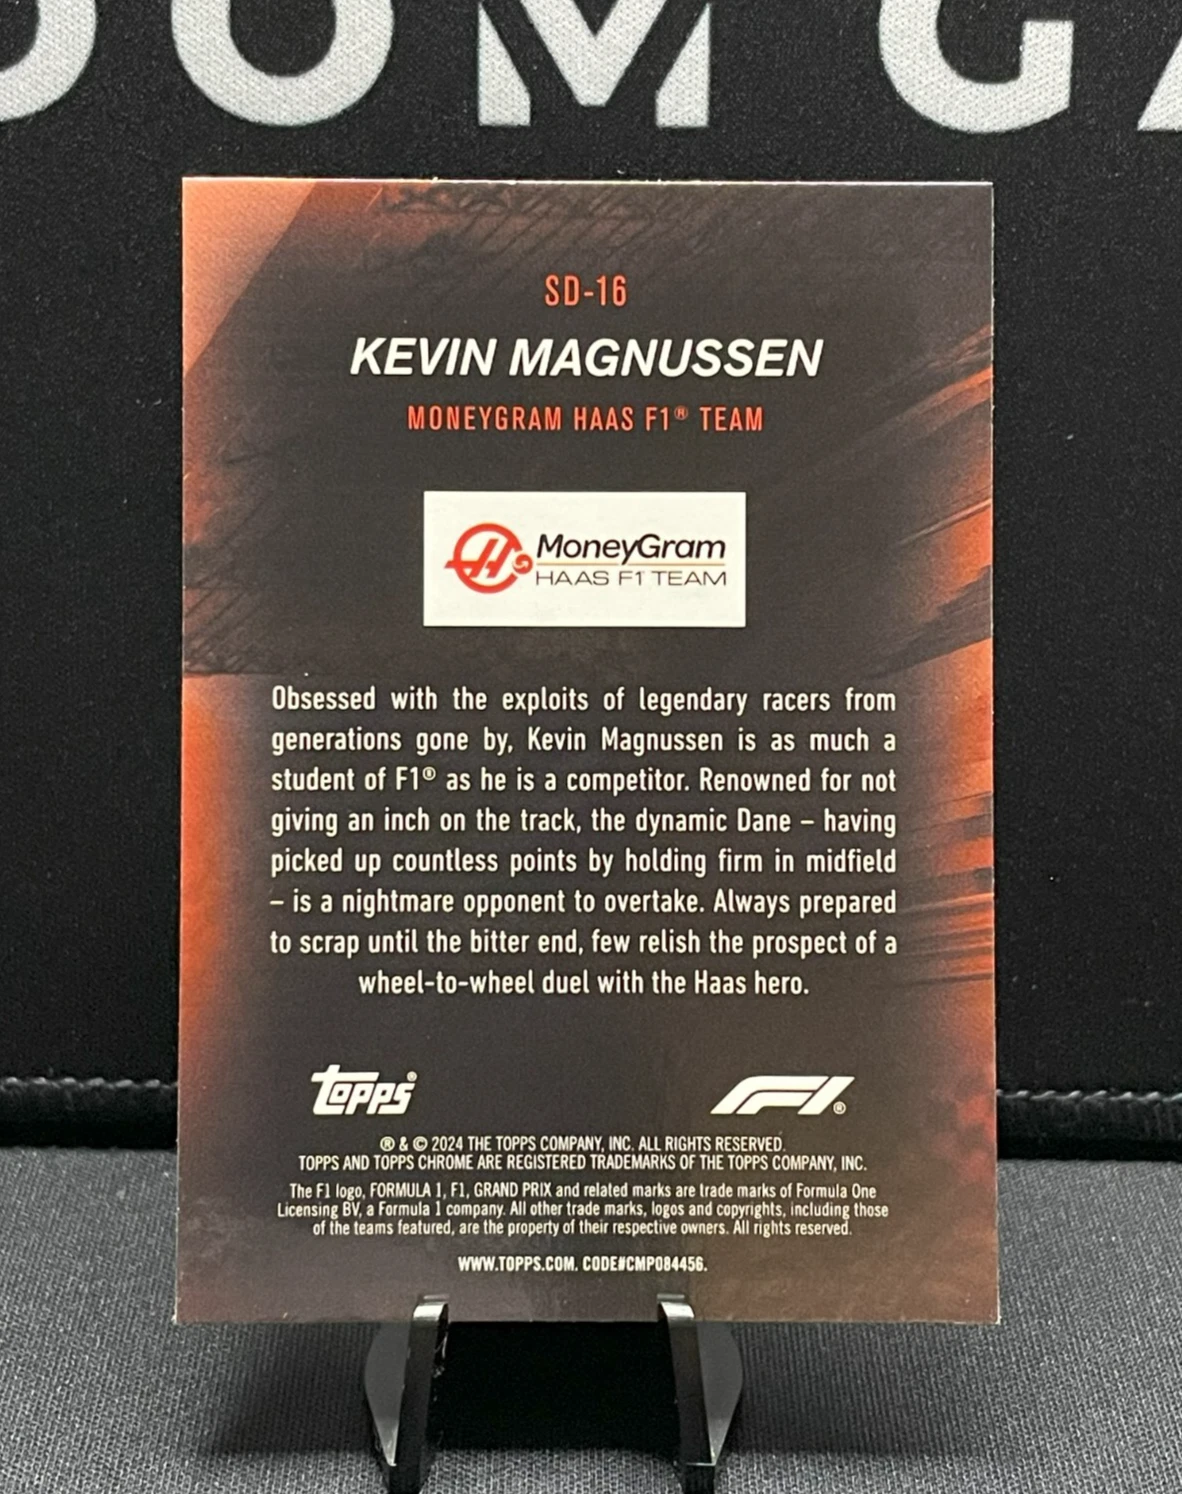 OOM GA
SD-16
KEVIN MAGNUSSEN
MONEYGRAM HAAS F1® TEAM
MoneyGram
HAAS F1 TEAM
Obsessed with the exploits of legendary racers from
generations gone by, Kevin Magnussen is as much a
student of F1® as he is a competitor. Renowned for not
giving an inch on the track, the dynamic Dane – having
picked up countless points by holding firm in midfield
– is a nightmare opponent to overtake. Always prepared
to scrap until the bitter end, few relish the prospect of a
wheel-to-wheel duel with the Haas hero.
Topps® F1®
® & © 2024 THE TOPPS COMPANY, INC. ALL RIGHTS RESERVED.
TOPPS AND TOPPS CHROME ARE REGISTERED TRADEMARKS OF THE TOPPS COMPANY, INC.
The F1 logo, FORMULA 1, F1, GRAND PRIX and related marks are trade marks of Formula One
Licensing BV, a Formula 1 company. All other trade marks, logos and copyrights, including those
of the teams featured, are the property of their respective owners. All rights reserved.
WWW.TOPPS.COM. CODE#CMP084456.